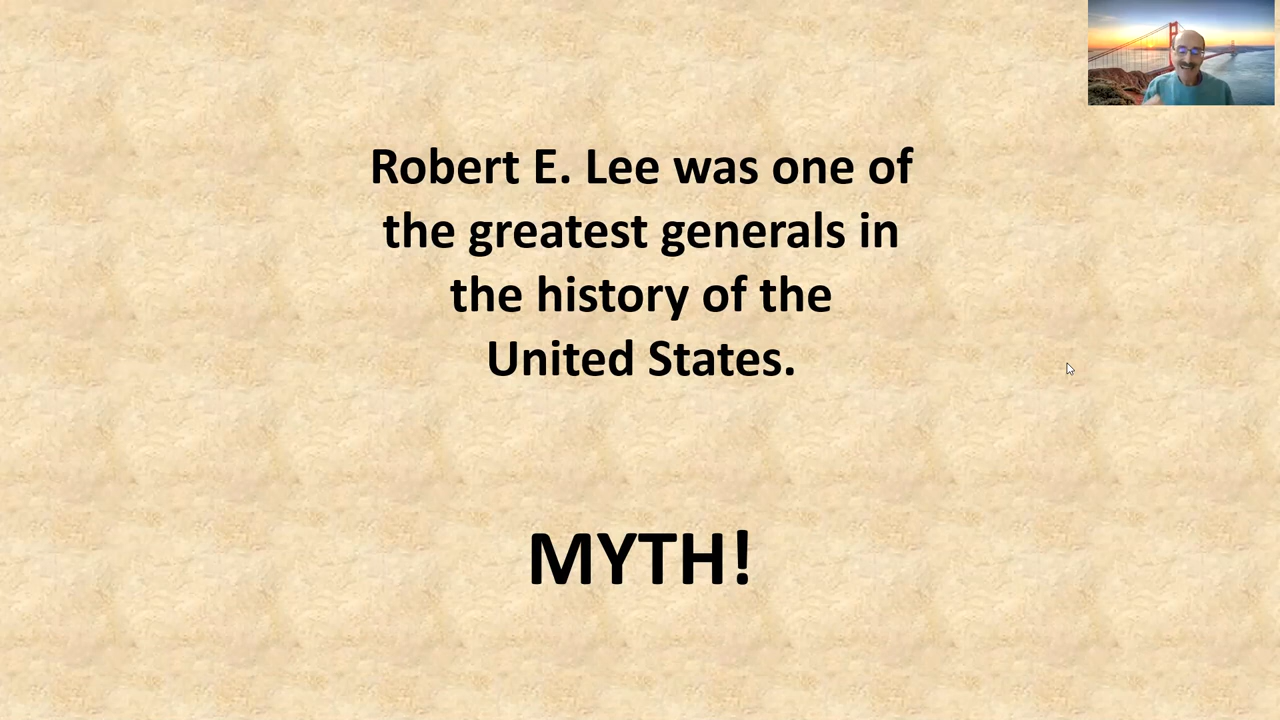 Robert E. Lee was one of
the greatest generals in
the history of the
United States.
MYTH!